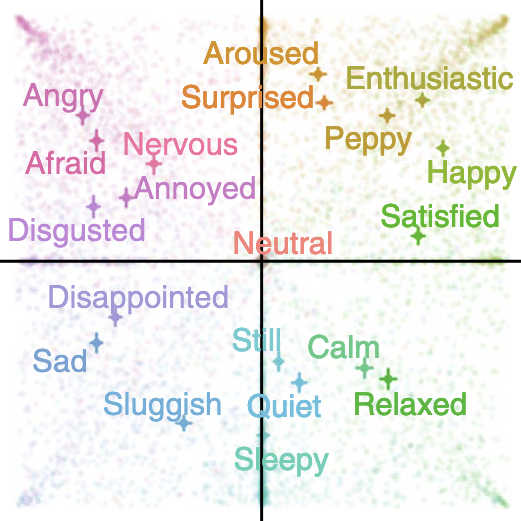 Aroused
Enthusiastic
Angry
Surprised
Peppy
Nervous
Afraid
Happy
Annoyed
Satisfied
Disgusted
Neutral
Disappointed
Still
Calm
Sad
Sluggish
Quiet
Relaxed
Sleepy